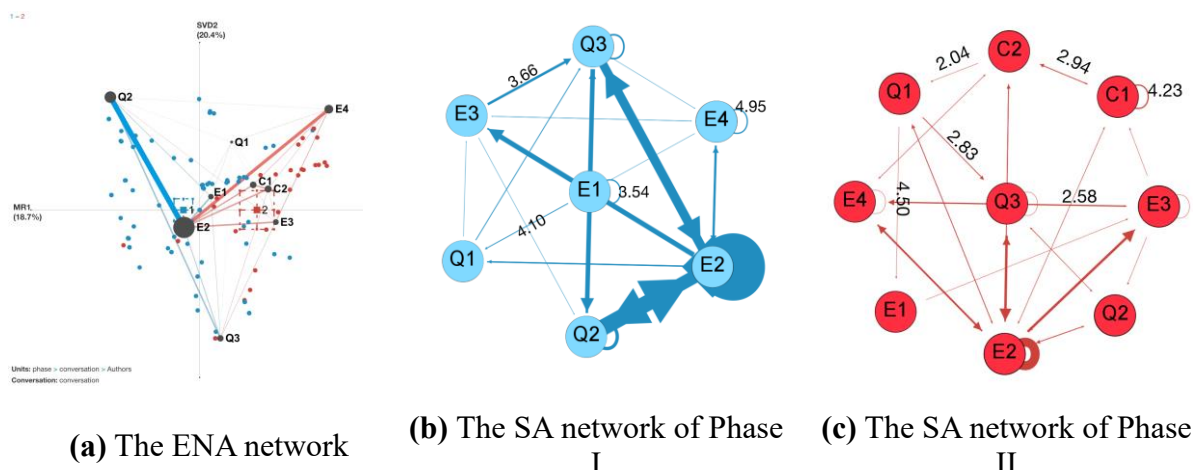 1 – 2
SVD2
(20.4%)
Q2
E4
Q1
E1
C1
C2
1
2
MR1
(18.7%)
E2
E3
Q3
Units: phase > conversation > Authors
Conversation: conversation
(a) The ENA network
Q3
3.66
E3
4.95
E4
E1
3.54
4.10
Q1
E2
Q2
(b) The SA network of Phase
I
C2
2.04
2.94
Q1
C1
4.23
2.83
E4
Q3
2.58
E3
4.50
E1
Q2
E2
(c) The SA network of Phase
II